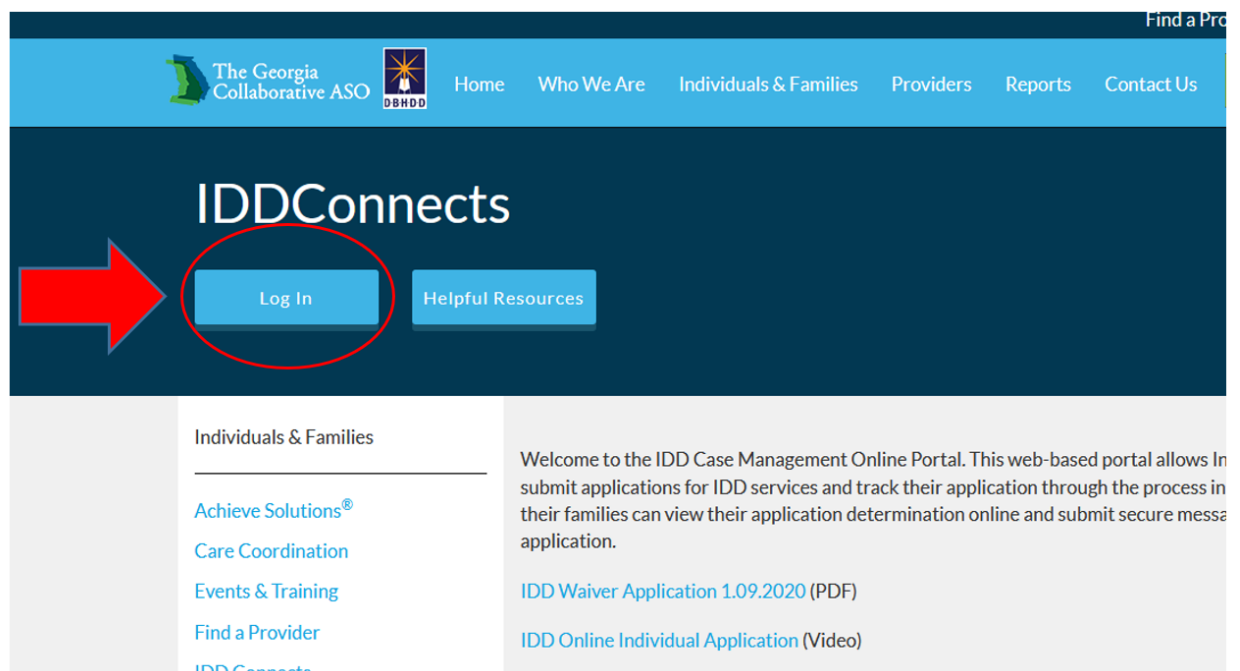 Find a Pro
The Georgia
Collaborative ASO
DBHDD
Home Who We Are Individuals & Families Providers Reports Contact Us
IDDConnects
Log In Helpful Resources
Individuals & Families
Achieve Solutions®
Care Coordination
Events & Training
Find a Provider
IDD Connects
Welcome to the IDD Case Management Online Portal. This web-based portal allows In
submit applications for IDD services and track their application through the process in
their families can view their application determination online and submit secure messa
application.
IDD Waiver Application 1.09.2020 (PDF)
IDD Online Individual Application (Video)